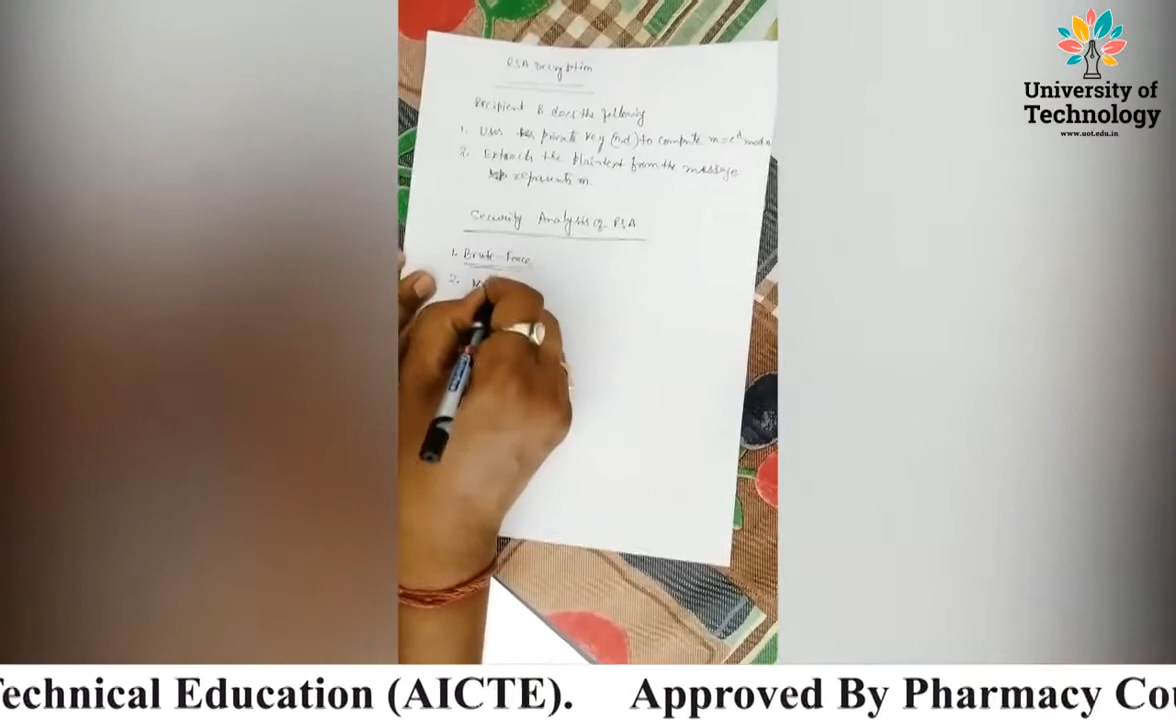 University of
Technology
www.uot.edu.in
RSA Decryption
Recipient B does the following
1. Uses his private key (n,d) to compute m=c^d mod n
2. Extracts the plaintext from the message
represents m.
Security Analysis of RSA
1. Brute-Force
2.
Technical Education (AICTE). Approved By Pharmacy Co